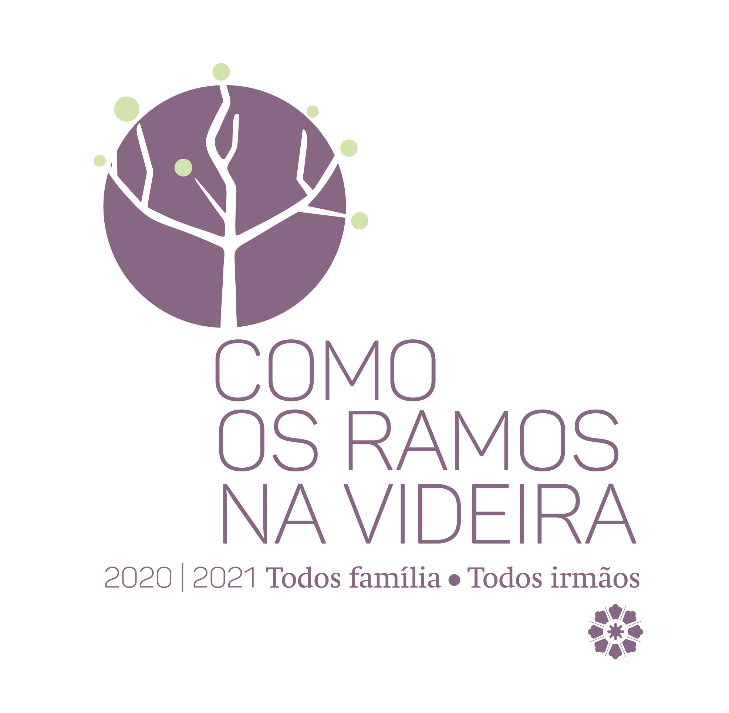 COMO
OS RAMOS
NA VIDEIRA
2020 | 2021 Todos família • Todos irmãos